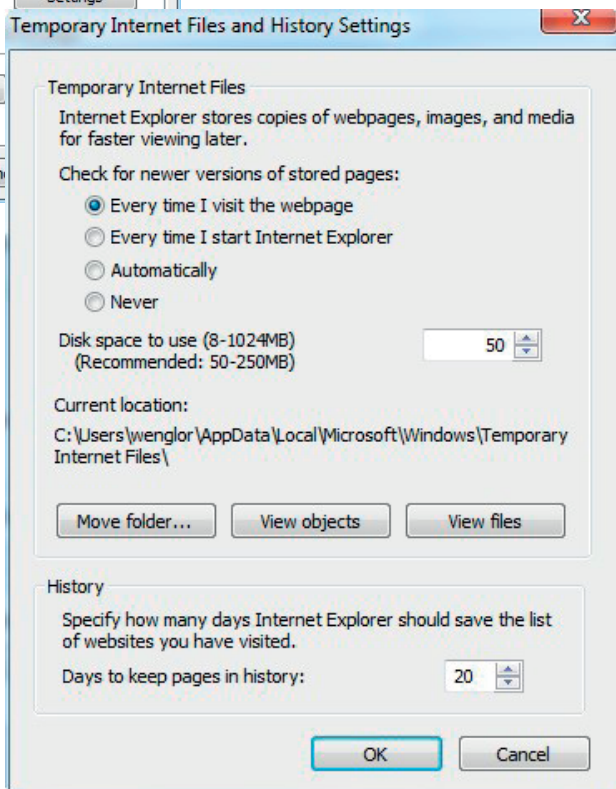 Settings
Temporary Internet Files and History Settings
Temporary Internet Files
Internet Explorer stores copies of webpages, images, and media
for faster viewing later.
Check for newer versions of stored pages:
Every time I visit the webpage
Every time I start Internet Explorer
Automatically
Never
Disk space to use (8-1024MB)
50
(Recommended: 50-250MB)
Current location:
C:\Users\wenglor\AppData\Local\Microsoft\Windows\Temporary
Internet Files\
Move folder... View objects View files
History
Specify how many days Internet Explorer should save the list
of websites you have visited.
Days to keep pages in history: 20
OK Cancel